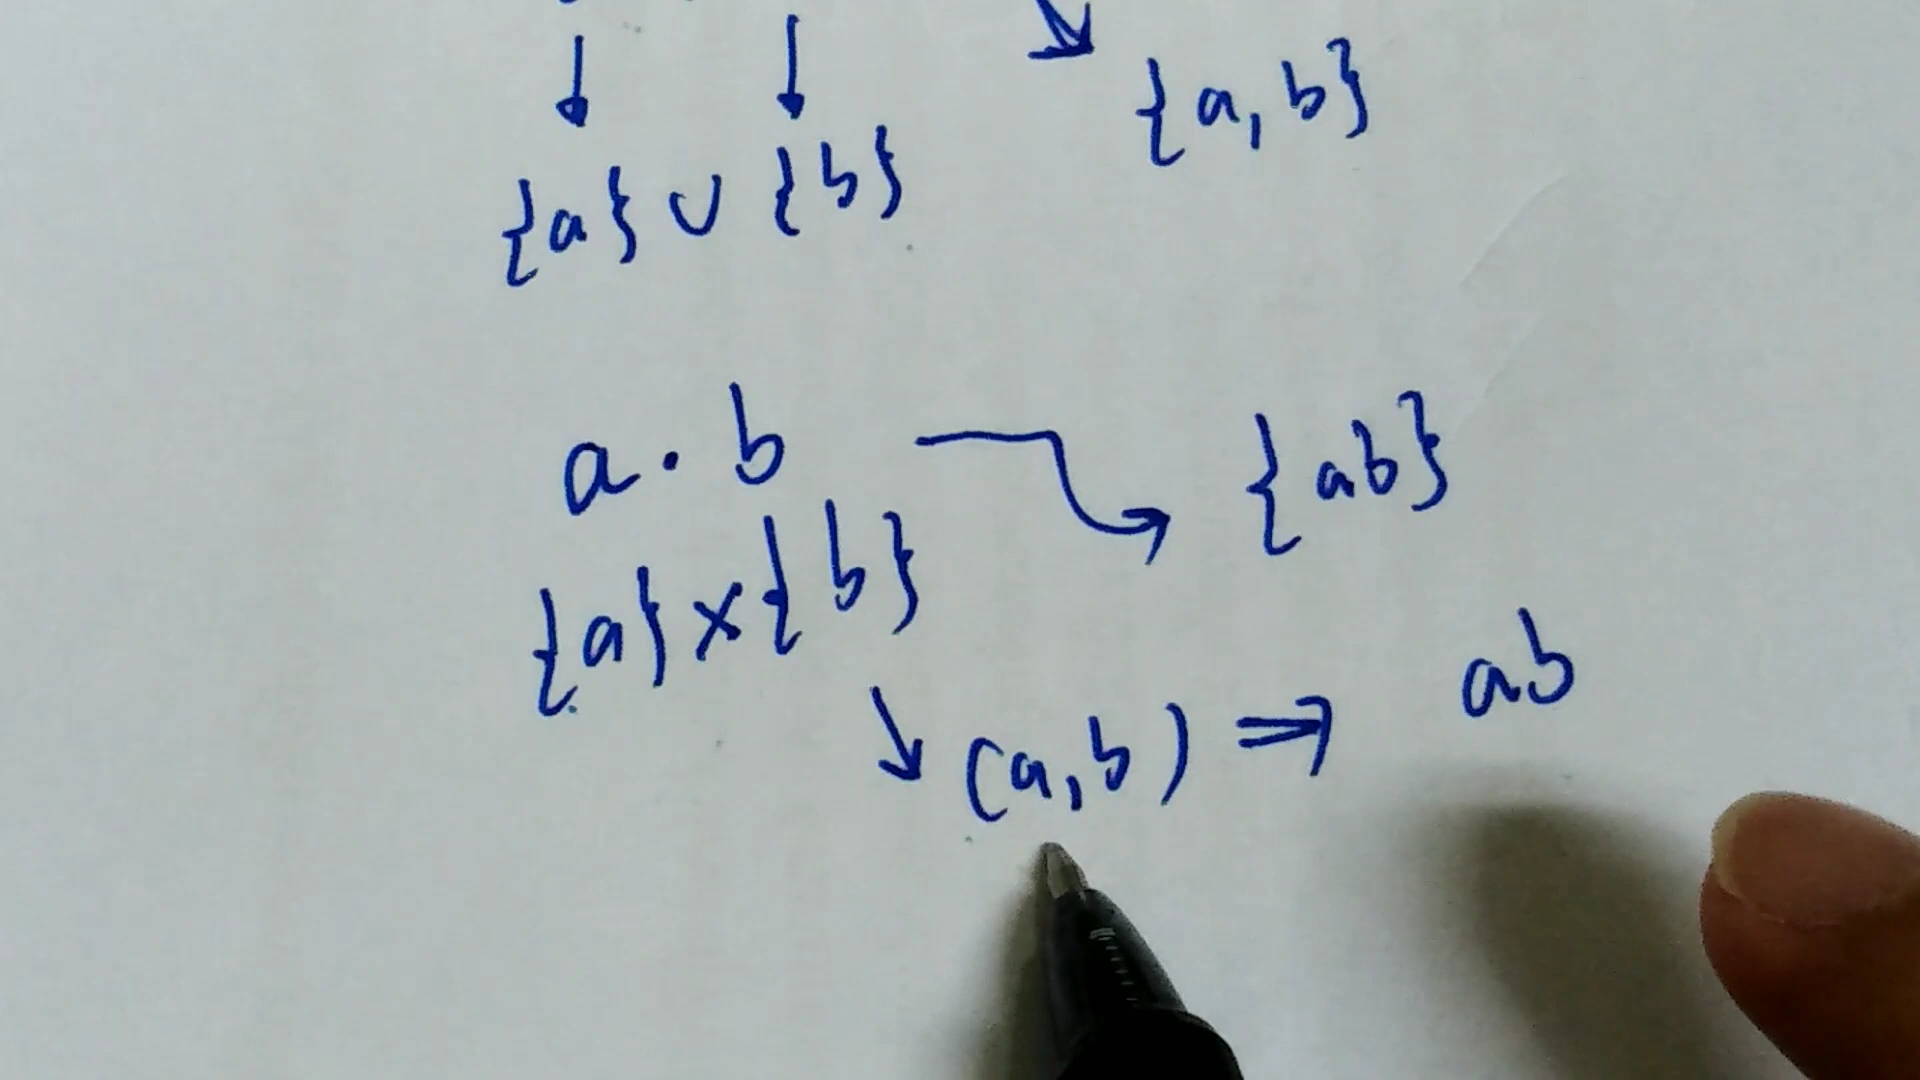 ↓ ↓ ↘ {a, b}
{a} ∪ {b}
a · b → {ab}
{a} × {b}
↘ (a, b) ⇒ ab